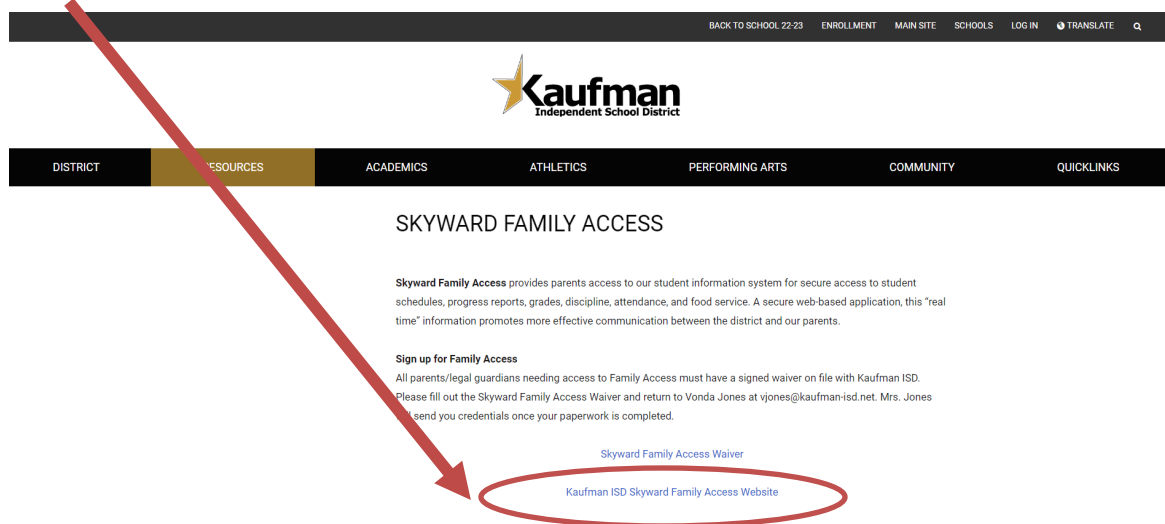 BACK TO SCHOOL 22-23 ENROLLMENT MAIN SITE SCHOOLS LOG IN TRANSLATE
Kaufman
Independent School District
DISTRICT RESOURCES ACADEMICS ATHLETICS PERFORMING ARTS COMMUNITY QUICKLINKS
SKYWARD FAMILY ACCESS
Skyward Family Access provides parents access to our student information system for secure access to student
schedules, progress reports, grades, discipline, attendance, and food service. A secure web-based application, this “real
time” information promotes more effective communication between the district and our parents.
Sign up for Family Access
All parents/legal guardians needing access to Family Access must have a signed waiver on file with Kaufman ISD.
Please fill out the Skyward Family Access Waiver and return to Vonda Jones at vjones@kaufman-isd.net. Mrs. Jones
send you credentials once your paperwork is completed.
Skyward Family Access Waiver
Kaufman ISD Skyward Family Access Website